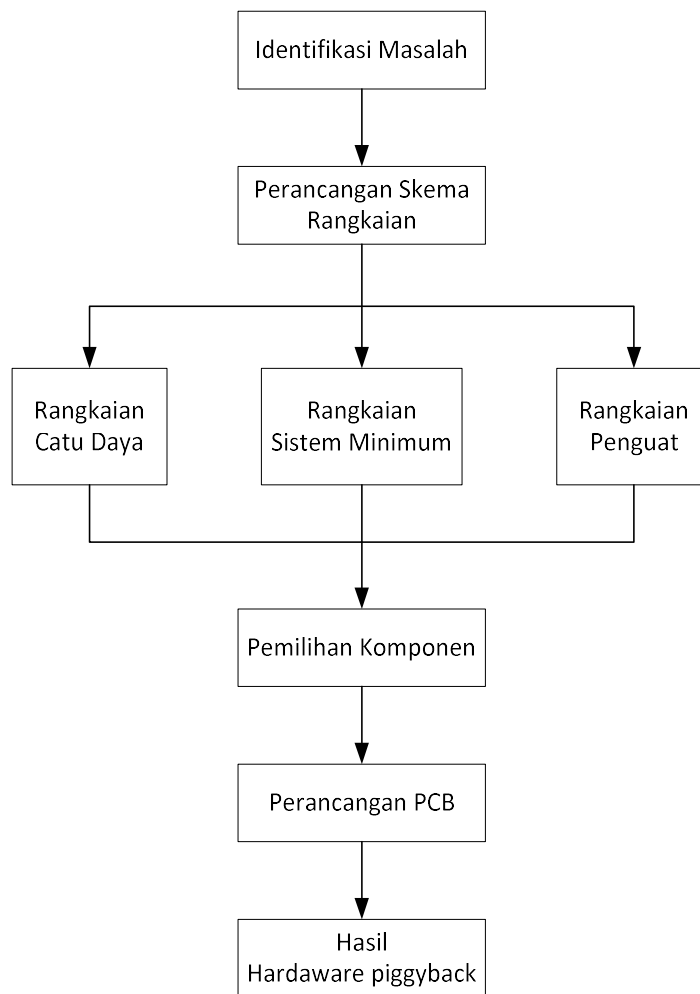 Identifikasi Masalah
Perancangan Skema
Rangkaian
Rangkaian
Catu Daya
Rangkaian
Sistem Minimum
Rangkaian
Penguat
Pemilihan Komponen
Perancangan PCB
Hasil
Hardaware piggyback